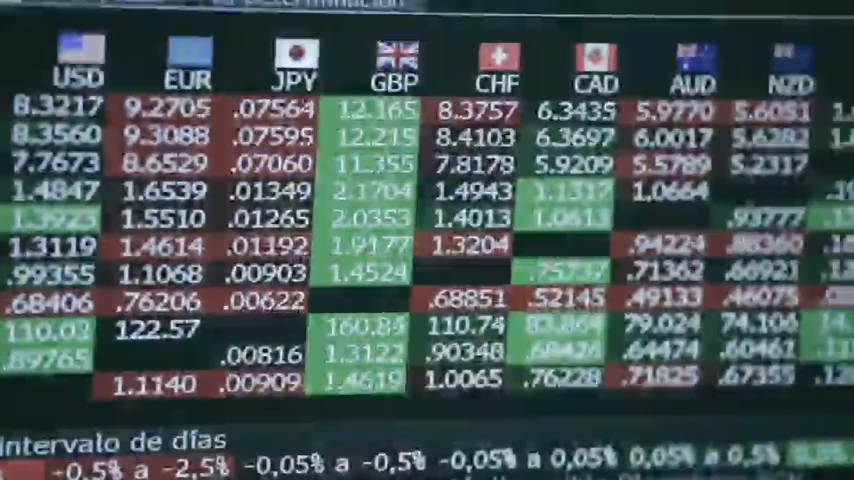 USD EUR JPY GBP CHF CAD AUD NZD
8.3217 9.2705 .07564 12.165 8.3757 6.3435 5.9770 5.6051
8.3560 9.3088 .07595 12.215 8.4103 6.3697 6.0017 5.6282
7.7673 8.6529 .07060 11.355 7.8178 5.9209 5.5789 5.2317
1.4847 1.6539 .01349 2.1704 1.4943 1.1317 1.0664
1.3923 1.5510 .01265 2.0353 1.4013 1.0613 .93777
1.3119 1.4614 .01192 1.9177 1.3204 .94224 .88360
.99355 1.1068 .00903 1.4524 .75737 .71362 .66921
.68406 .76206 .00622 .68851 .52145 .49133 .46075
110.02 122.57 160.84 110.74 83.864 79.024 74.106
.89765 .00816 1.3122 .90348 .68426 .64474 .60461
1.1140 .00909 1.4619 1.0065 .76228 .71825 .67355
Intervalo de días
-0,5% a -2,5% -0,05% a -0,5% -0,05% a 0,05% 0,05% a 0,5%